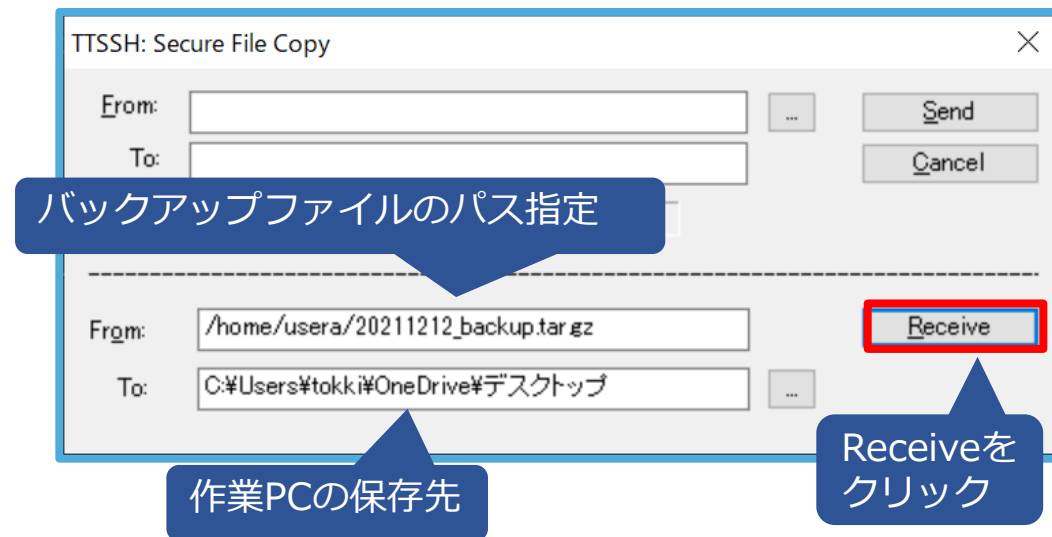 TTSSH: Secure File Copy
From:
...
Send
To:
Cancel
バックアップファイルのパス指定
From:
/home/usera/20211212_backup.tar.gz
Receive
To:
C:¥Users¥tokki¥OneDrive¥デスクトップ
...
Receiveを
クリック
作業PCの保存先